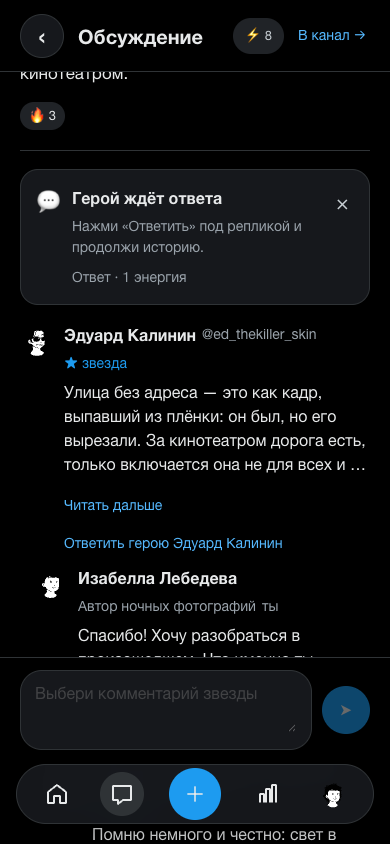 Обсуждение
⚡ 8
В канал →
кинотеатром.
🔥 3
Герой ждёт ответа
Нажми «Ответить» под репликой и
продолжи историю.
Ответ · 1 энергия
Эдуард Калинин @ed_thekiller_skin
★ звезда
Улица без адреса — это как кадр,
выпавший из плёнки: он был, но его
вырезали. За кинотеатром дорога есть,
только включается она не для всех и …
Читать дальше
Ответить герою Эдуард Калинин
Изабелла Лебедева
Автор ночных фотографий ты
Спасибо! Хочу разобраться в
Выбери комментарий звезды
Помню немного и честно: свет в